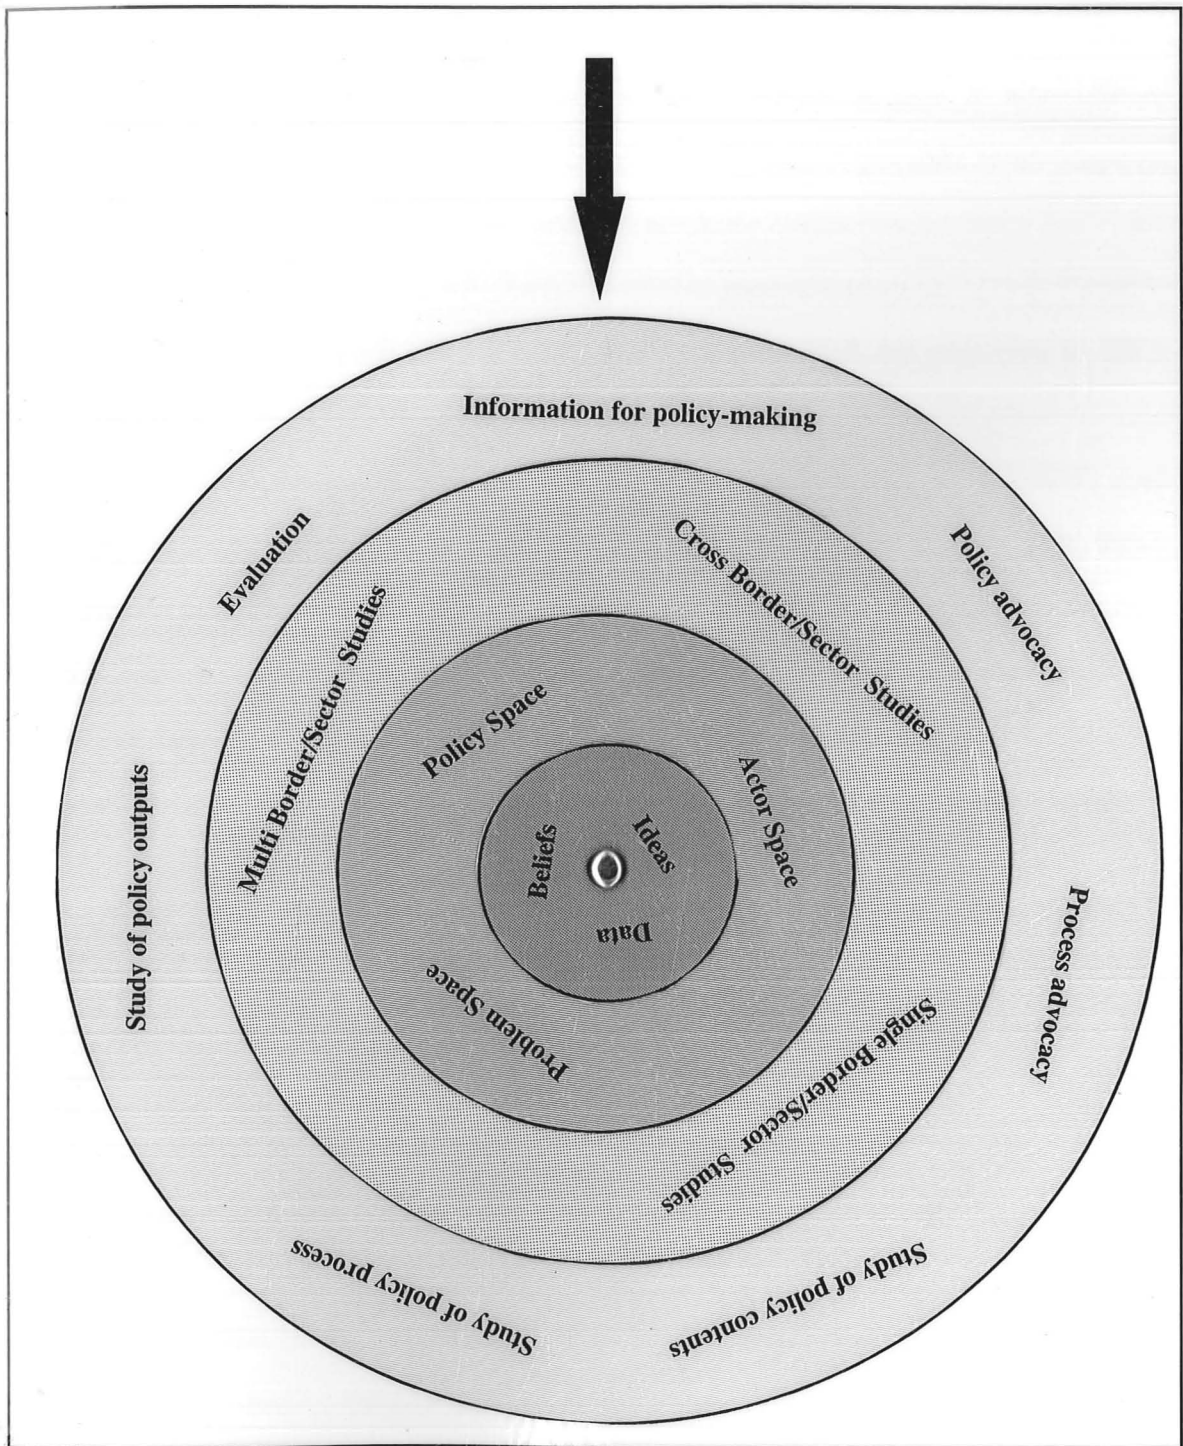 Information for policy-making
Policy advocacy
Process advocacy
Study of policy contents
Study of policy process
Study of policy outputs
Evaluation
Cross Border/Sector Studies
Single Border/Sector Studies
Multi Border/Sector Studies
Policy Space
Actor Space
Problem Space
Ideas
Data
Beliefs